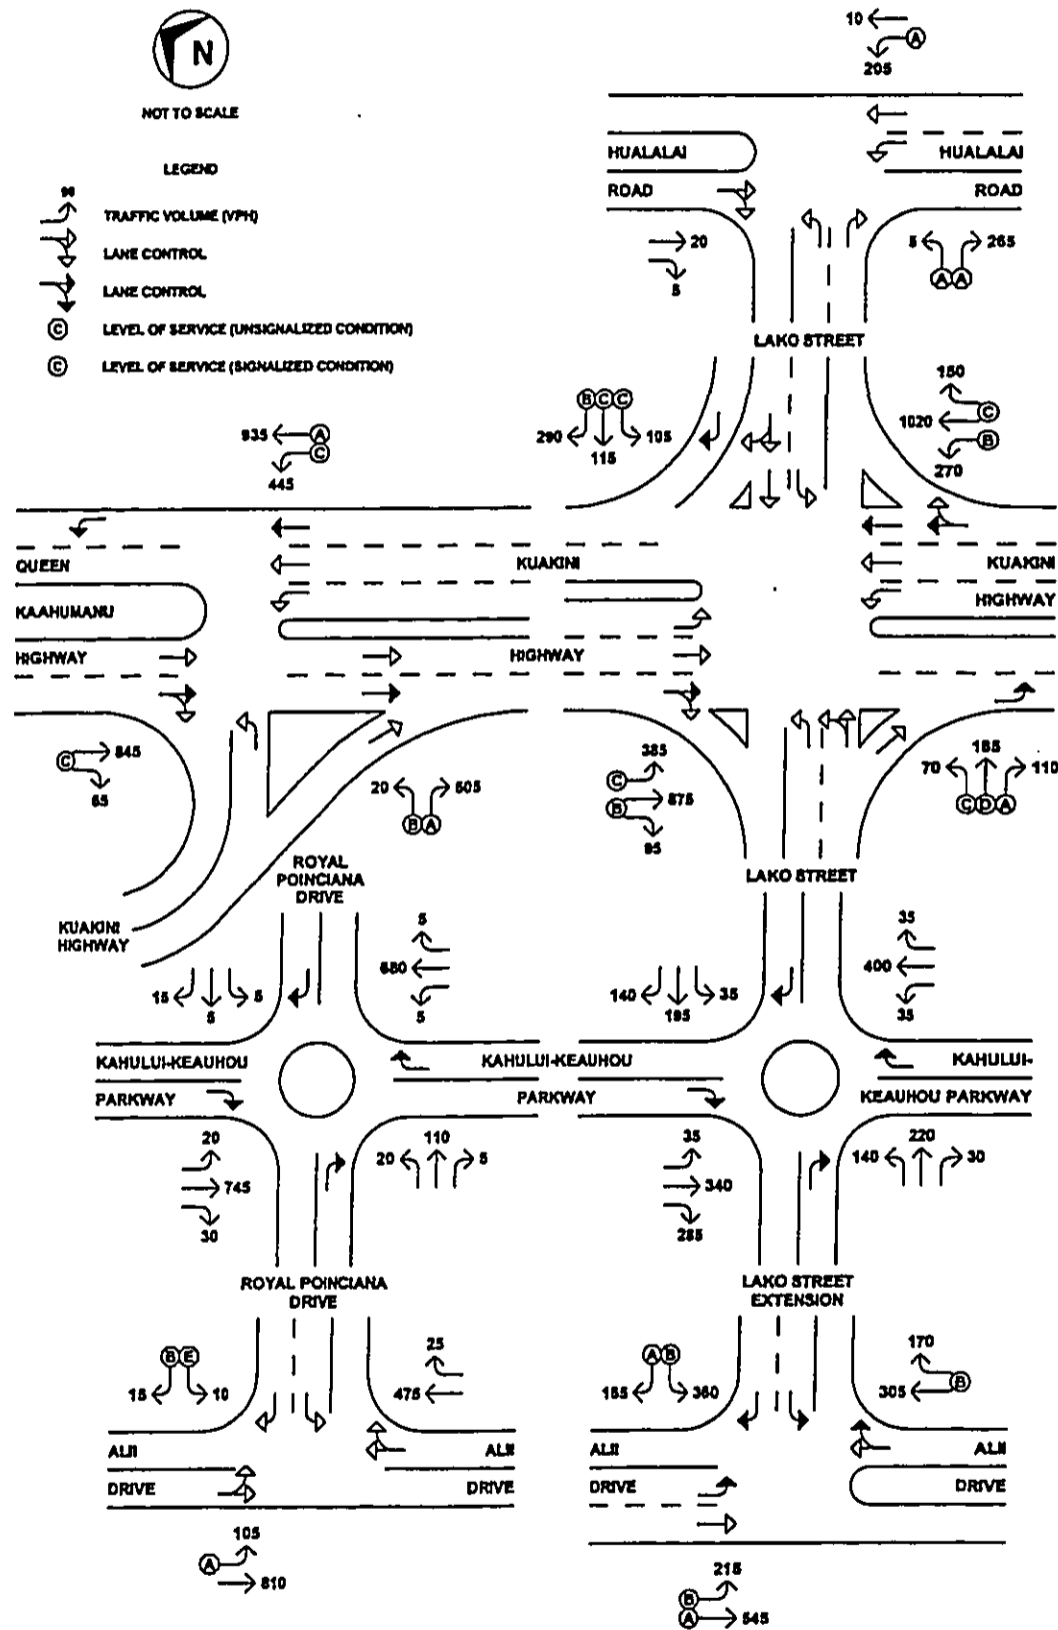 10
A
205
N
NOT TO SCALE
LEGEND
TRAFFIC VOLUME (VPH)
LANE CONTROL
LANE CONTROL
C LEVEL OF SERVICE (UNSIGNALIZED CONDITION)
C LEVEL OF SERVICE (SIGNALIZED CONDITION)
HUALALAI
ROAD
HUALALAI
ROAD
20
5
5 265
A A
LAKO STREET
B C C
290 105
115
150
1020 C
B
270
935 A
C
445
QUEEN
KAAHUMANU
HIGHWAY
KUAKINI
HIGHWAY
KUAKINI
HIGHWAY
C 845
65
20 505
B A
385
C
B 875
95
185
70 110
C D A
KUAKINI
HIGHWAY
ROYAL
POINCIANA
DRIVE
LAKO STREET
15 5
5
5
680
5
140 35
195
35
400
35
KAHULUI-KEAUHOU
PARKWAY
KAHULUI-KEAUHOU
PARKWAY
KAHULUI-
KEAUHOU PARKWAY
20
745
30
110
20 5
35
340
285
220
140 30
ROYAL POINCIANA
DRIVE
LAKO STREET
EXTENSION
B E
15 10
25
475
A B
185 360
170
305 B
ALII
DRIVE
ALII
DRIVE
ALII
DRIVE
ALII
DRIVE
105
A
810
215
B
A 545